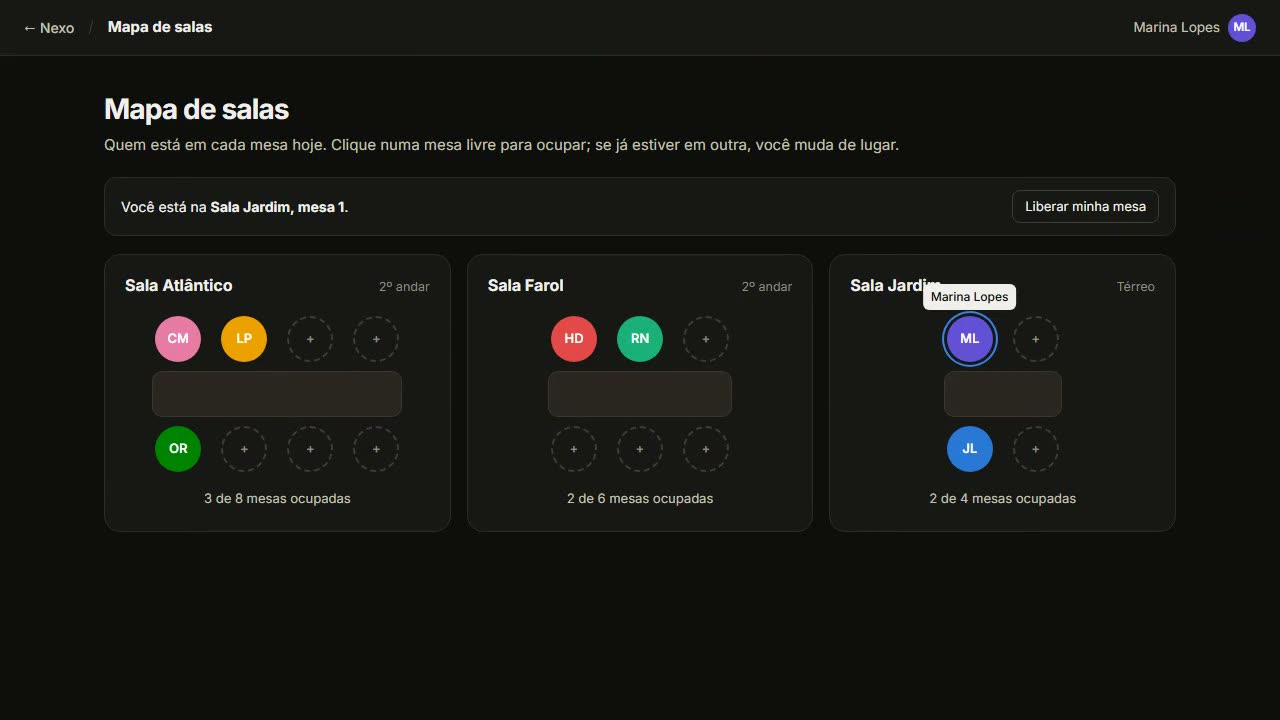 ← Nexo / Mapa de salas
Marina Lopes ML
Mapa de salas
Quem está em cada mesa hoje. Clique numa mesa livre para ocupar; se já estiver em outra, você muda de lugar.
Você está na Sala Jardim, mesa 1.
Liberar minha mesa
Sala Atlântico
2º andar
CM LP + +
OR + + +
3 de 8 mesas ocupadas
Sala Farol
2º andar
HD RN +
+ + +
2 de 6 mesas ocupadas
Sala Jardim
Térreo
Marina Lopes
ML +
JL +
2 de 4 mesas ocupadas